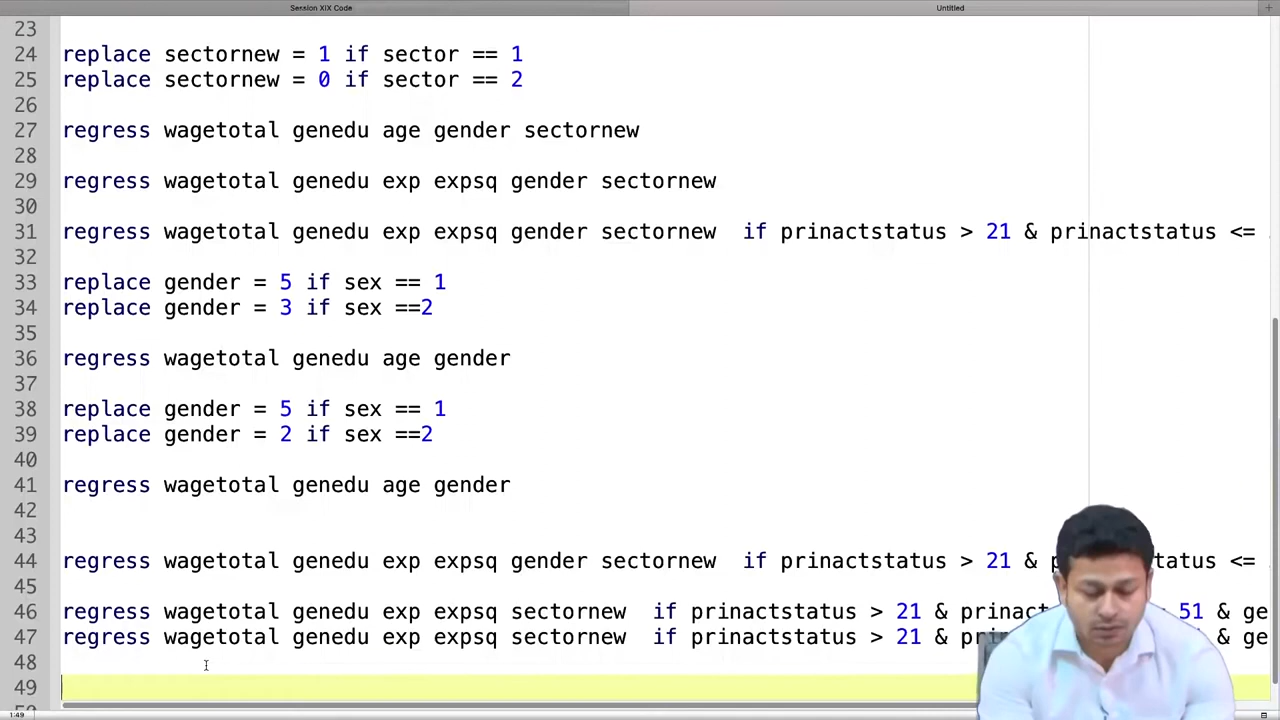 Session XIX Code
Untitled
+
23
24 replace sectornew = 1 if sector == 1
25 replace sectornew = 0 if sector == 2
26
27 regress wagetotal genedu age gender sectornew
28
29 regress wagetotal genedu exp expsq gender sectornew
30
31 regress wagetotal genedu exp expsq gender sectornew  if prinactstatus > 21 & prinactstatus <=
32
33 replace gender = 5 if sex == 1
34 replace gender = 3 if sex ==2
35
36 regress wagetotal genedu age gender
37
38 replace gender = 5 if sex == 1
39 replace gender = 2 if sex ==2
40
41 regress wagetotal genedu age gender
42
43
44 regress wagetotal genedu exp expsq gender sectornew  if prinactstatus > 21 & <=
45
46 regress wagetotal genedu exp expsq sectornew  if prinactstatus > 21 & 51 & ge
47 regress wagetotal genedu exp expsq sectornew  if prinactstatus > 21 & & ge
48
49
1:49